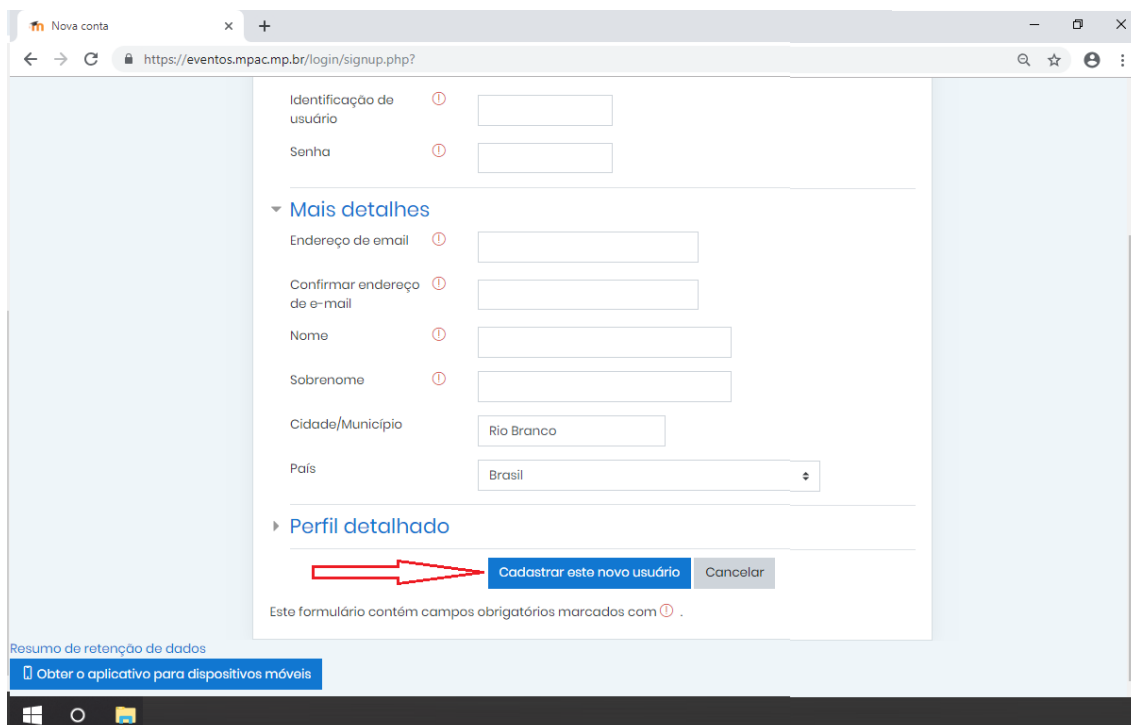 Nova conta
https://eventos.mpac.mp.br/login/signup.php?
Identificação de
usuário
Senha
Mais detalhes
Endereço de email
Confirmar endereço
de e-mail
Nome
Sobrenome
Cidade/Município
Rio Branco
País
Brasil
Perfil detalhado
Cadastrar este novo usuário
Cancelar
Este formulário contém campos obrigatórios marcados com .
Resumo de retenção de dados
Obter o aplicativo para dispositivos móveis